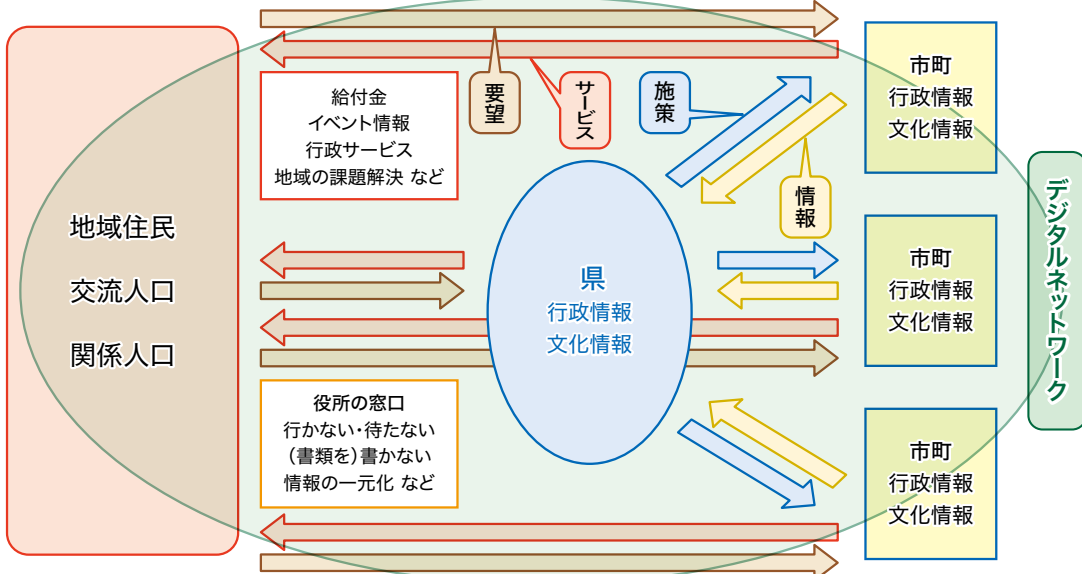 地域住民
交流人口
関係人口
給付金
イベント情報
行政サービス
地域の課題解決 など
要望
サービス
施策
情報
県
行政情報
文化情報
役所の窓口
行かない・待たない
(書類を)書かない
情報の一元化 など
市町
行政情報
文化情報
市町
行政情報
文化情報
市町
行政情報
文化情報
デジタルネットワーク